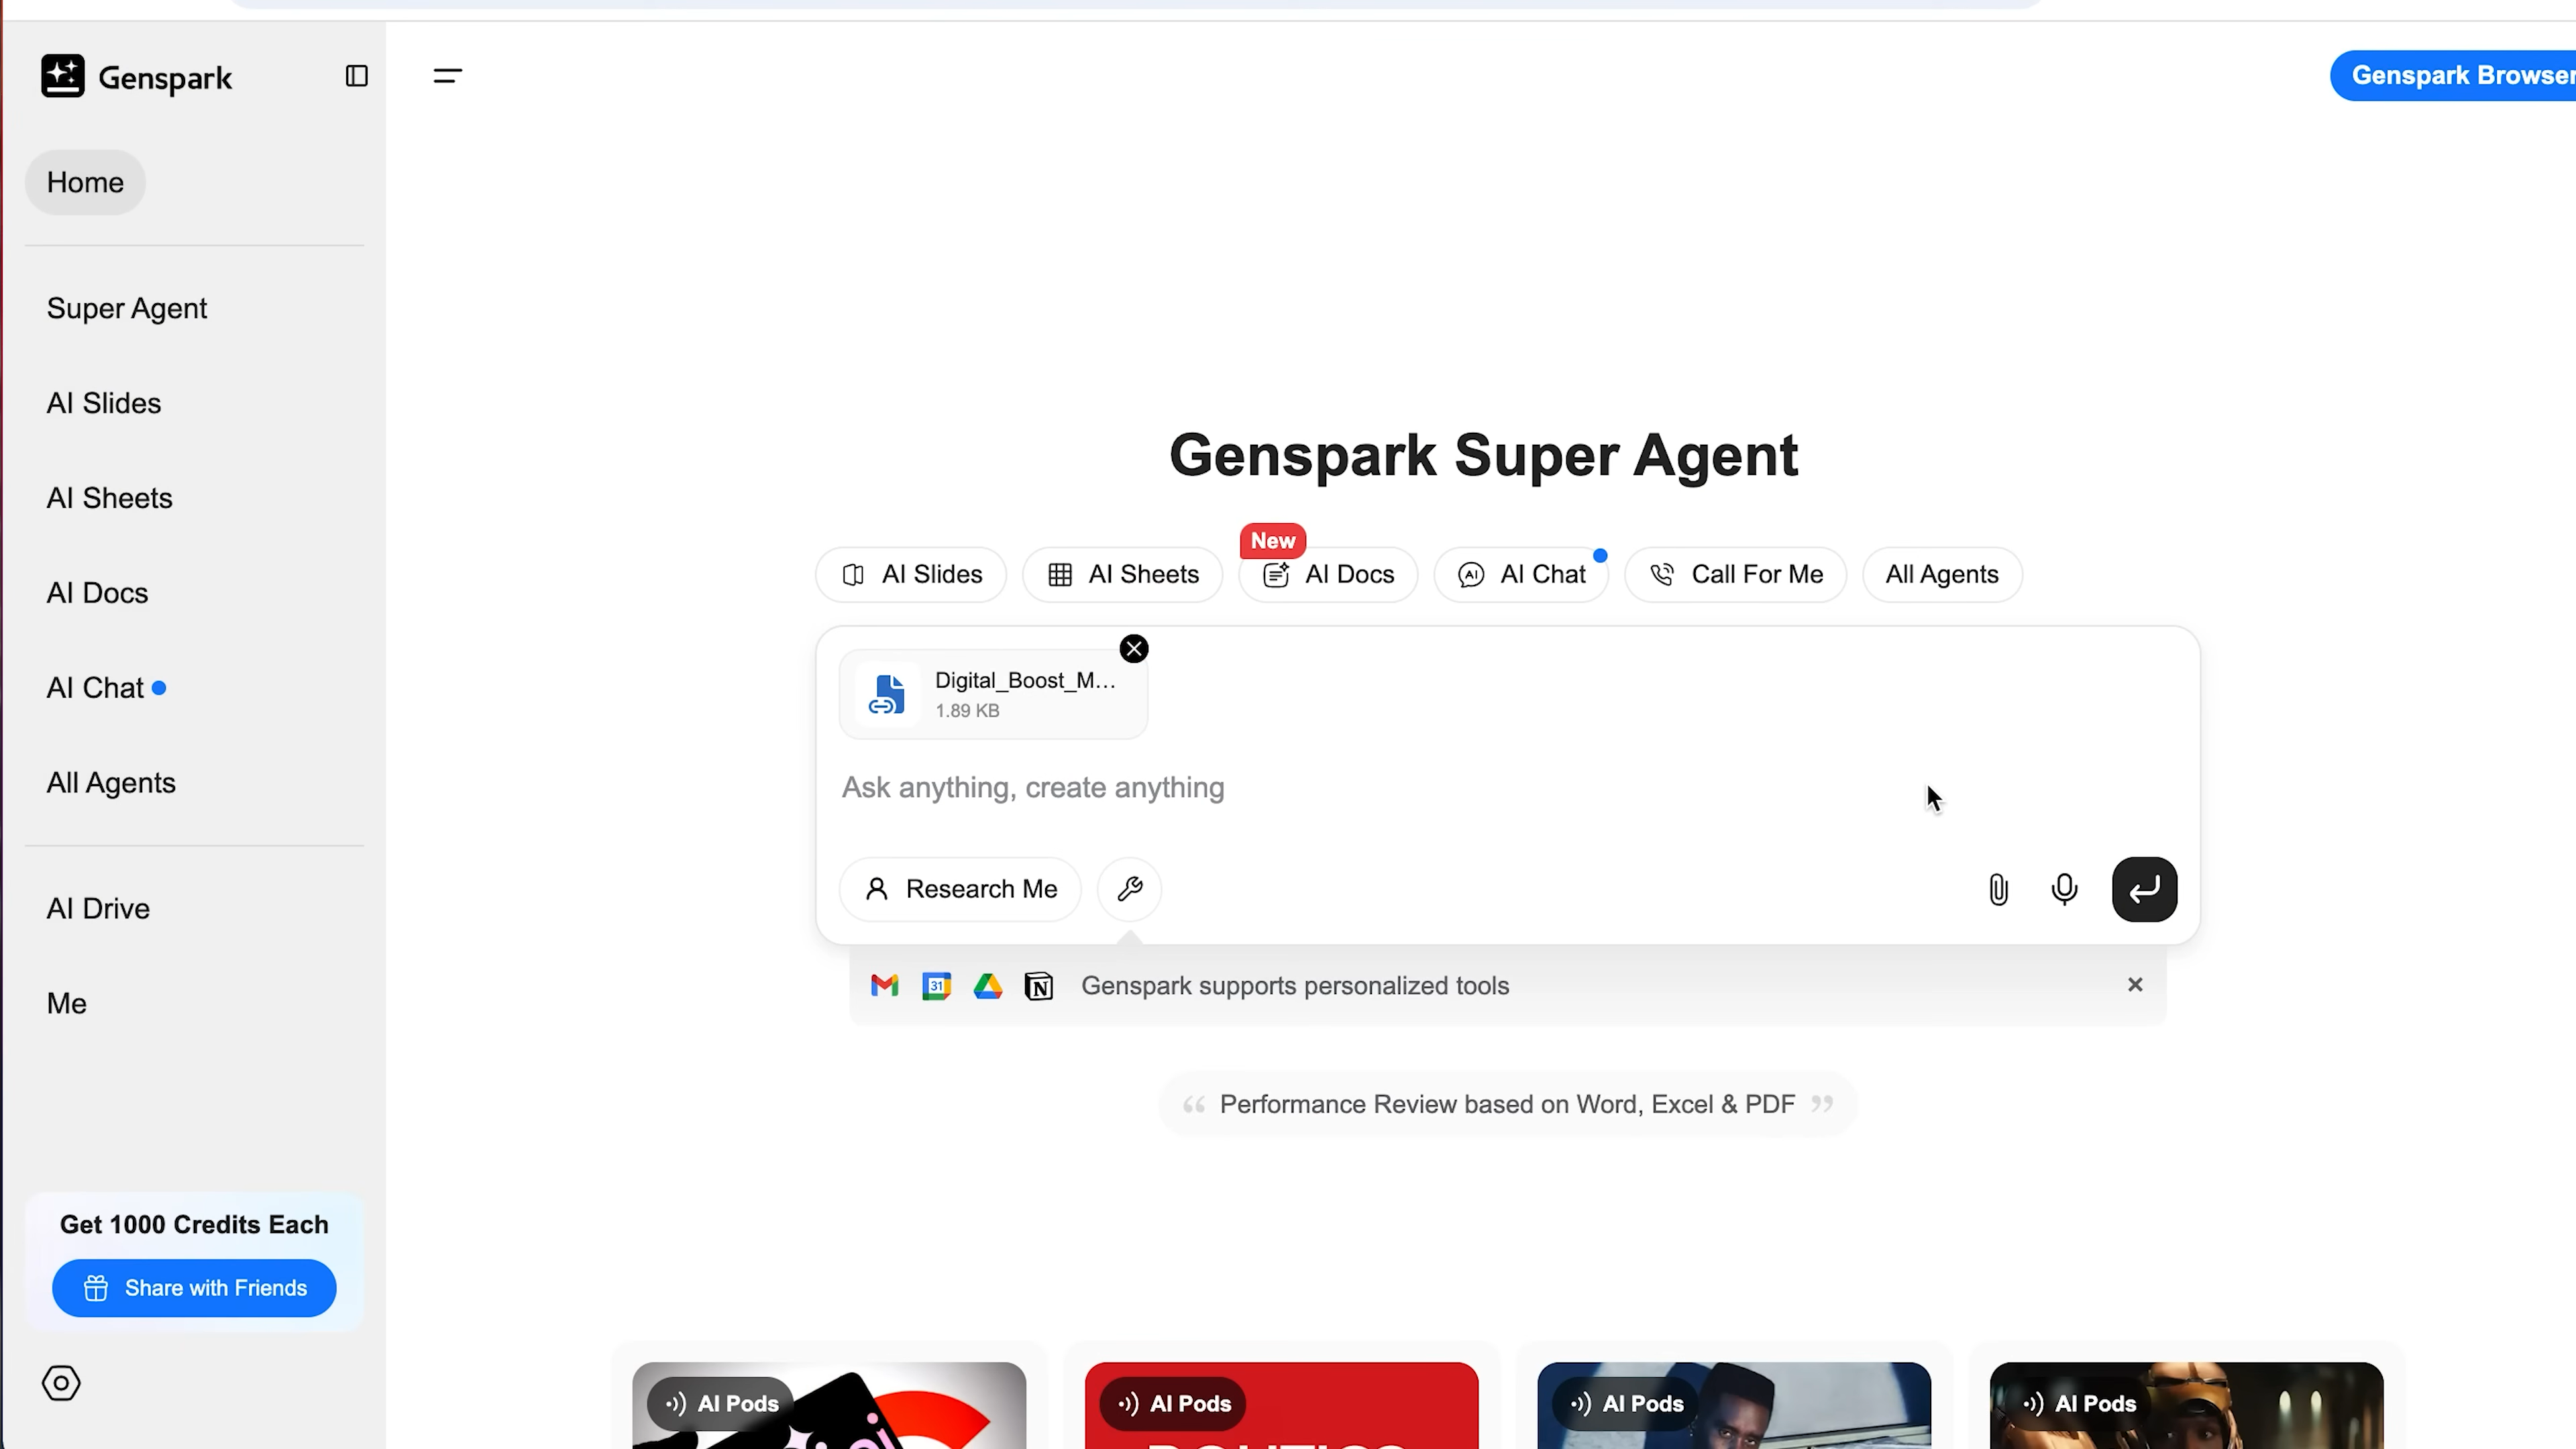 Genspark
Genspark Browser
Home
Super Agent
AI Slides
AI Sheets
AI Docs
AI Chat
All Agents
AI Drive
Me
Get 1000 Credits Each
Share with Friends
Genspark Super Agent
New
AI Slides
AI Sheets
AI Docs
AI Chat
Call For Me
All Agents
Digital_Boost_M...
1.89 KB
Ask anything, create anything
Research Me
31
Genspark supports personalized tools
“ Performance Review based on Word, Excel & PDF ”
AI Pods
AI Pods
AI Pods
AI Pods